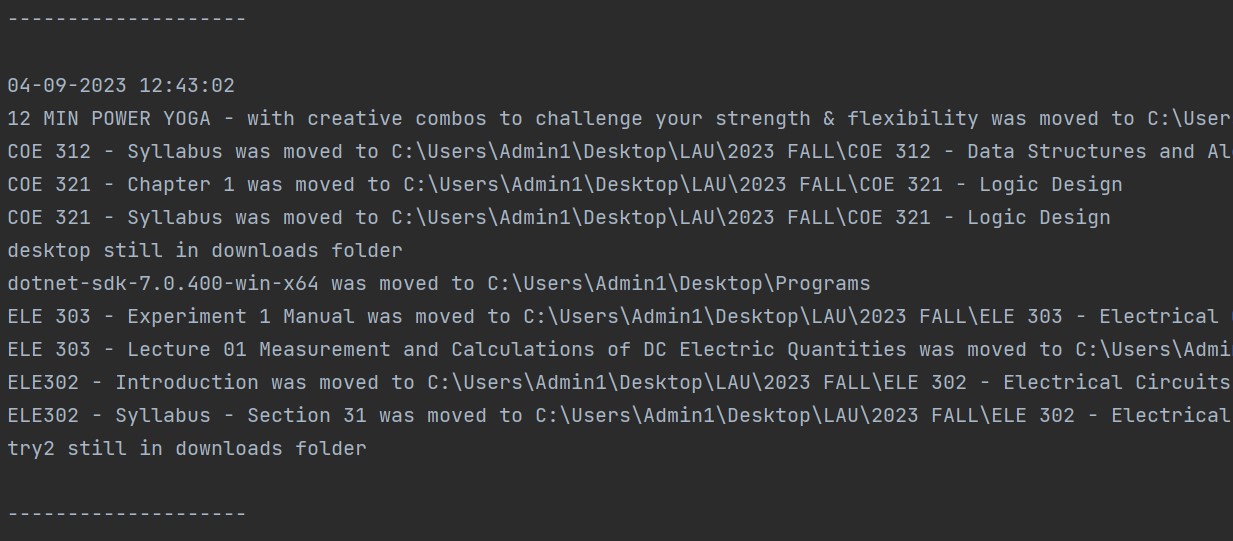 --------------------
04-09-2023 12:43:02
12 MIN POWER YOGA - with creative combos to challenge your strength & flexibility was moved to C:\User
COE 312 - Syllabus was moved to C:\Users\Admin1\Desktop\LAU\2023 FALL\COE 312 - Data Structures and Al
COE 321 - Chapter 1 was moved to C:\Users\Admin1\Desktop\LAU\2023 FALL\COE 321 - Logic Design
COE 321 - Syllabus was moved to C:\Users\Admin1\Desktop\LAU\2023 FALL\COE 321 - Logic Design
desktop still in downloads folder
dotnet-sdk-7.0.400-win-x64 was moved to C:\Users\Admin1\Desktop\Programs
ELE 303 - Experiment 1 Manual was moved to C:\Users\Admin1\Desktop\LAU\2023 FALL\ELE 303 - Electrical
ELE 303 - Lecture 01 Measurement and Calculations of DC Electric Quantities was moved to C:\Users\Admi
ELE302 - Introduction was moved to C:\Users\Admin1\Desktop\LAU\2023 FALL\ELE 302 - Electrical Circuits
ELE302 - Syllabus - Section 31 was moved to C:\Users\Admin1\Desktop\LAU\2023 FALL\ELE 302 - Electrical
try2 still in downloads folder
--------------------